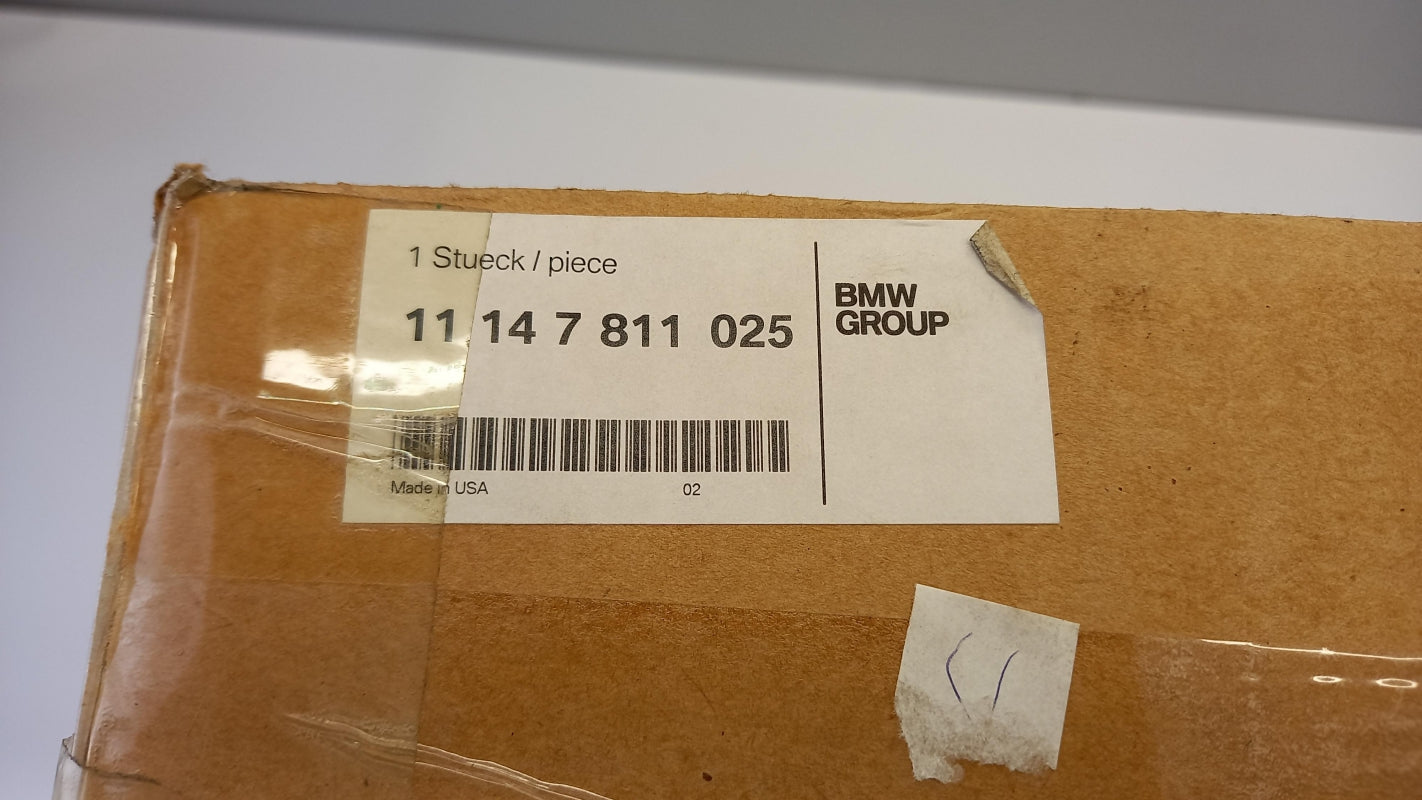 1 Stueck / piece
11 14 7 811 025
BMW
GROUP
Made in USA
02